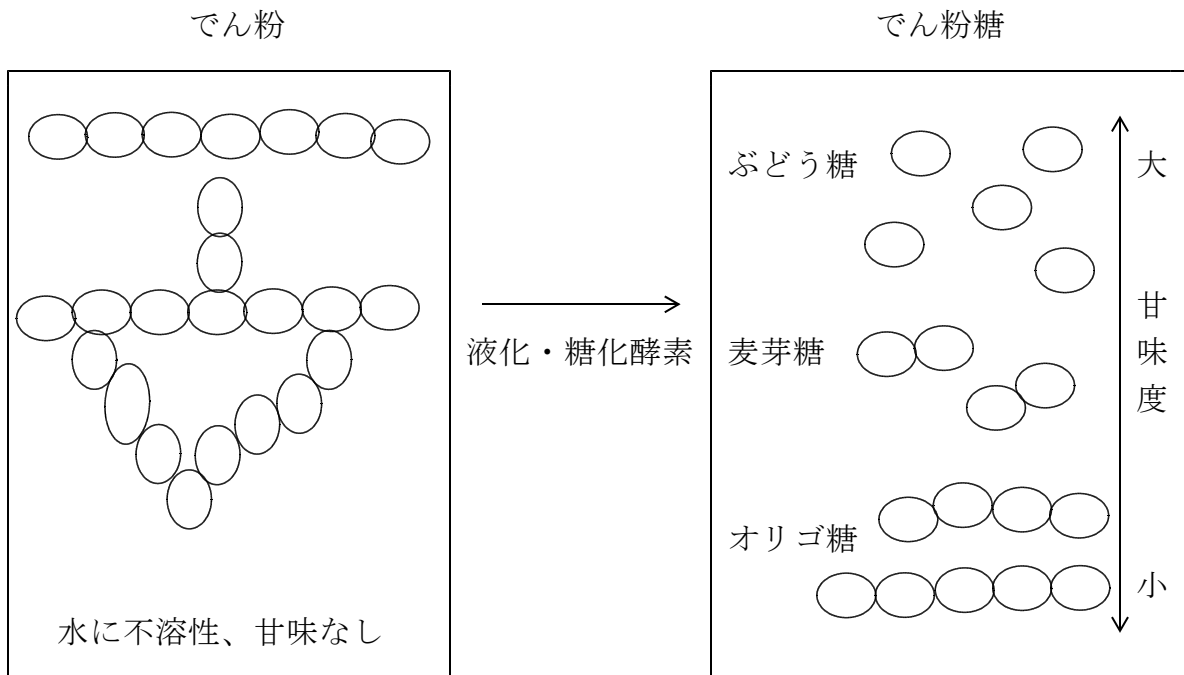 でん粉
でん粉糖
水に不溶性、甘味なし
液化・糖化酵素
ぶどう糖
麦芽糖
オリゴ糖
大
甘味度
小